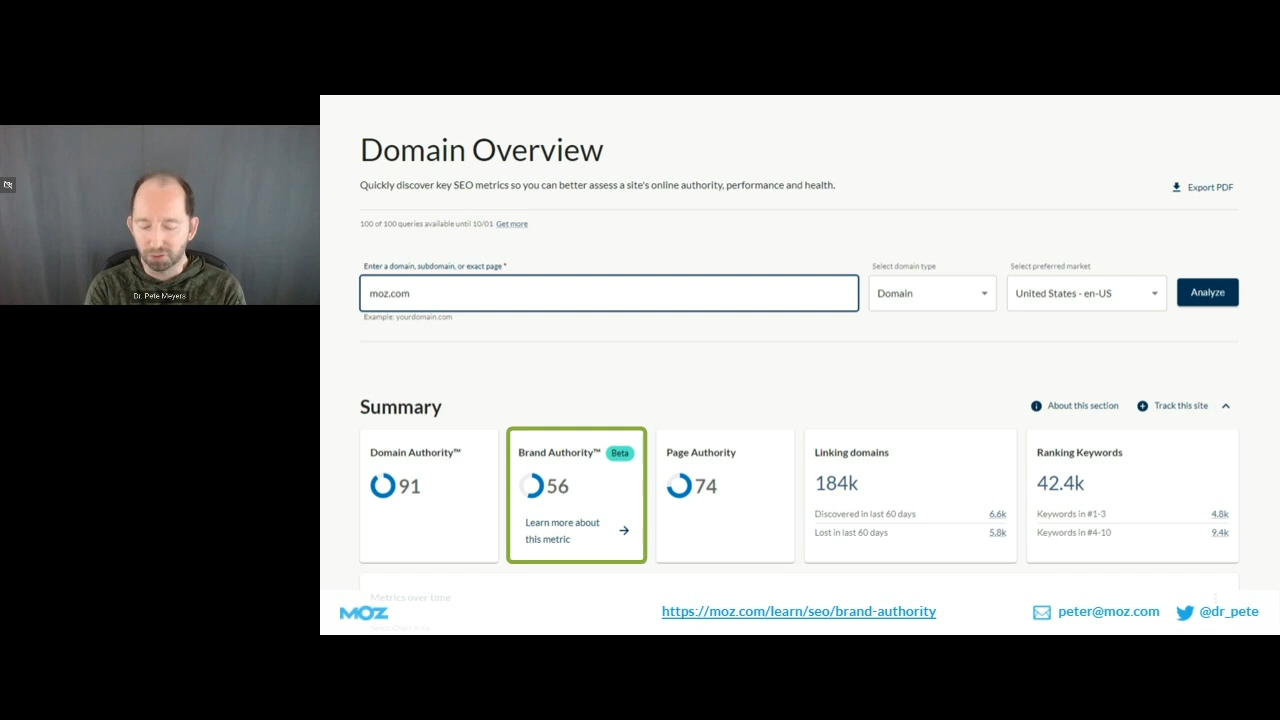 Dr. Pete Meyers
Domain Overview
Quickly discover key SEO metrics so you can better assess a site's online authority, performance and health.
Export PDF
100 of 100 queries available until 10/01 Get more
Enter a domain, subdomain, or exact page *
Select domain type
Select preferred market
moz.com
Domain
United States - en-US
Analyze
Example: yourdomain.com
Summary
About this section
Track this site
Domain Authority™
91
Brand Authority™ Beta
56
Learn more about
this metric
Page Authority
74
Linking domains
184k
Discovered in last 60 days 6.6k
Lost in last 60 days 5.8k
Ranking Keywords
42.4k
Keywords in #1-3 4.8k
Keywords in #4-10 9.4k
Metrics over time
MOZ
https://moz.com/learn/seo/brand-authority
peter@moz.com
@dr_pete